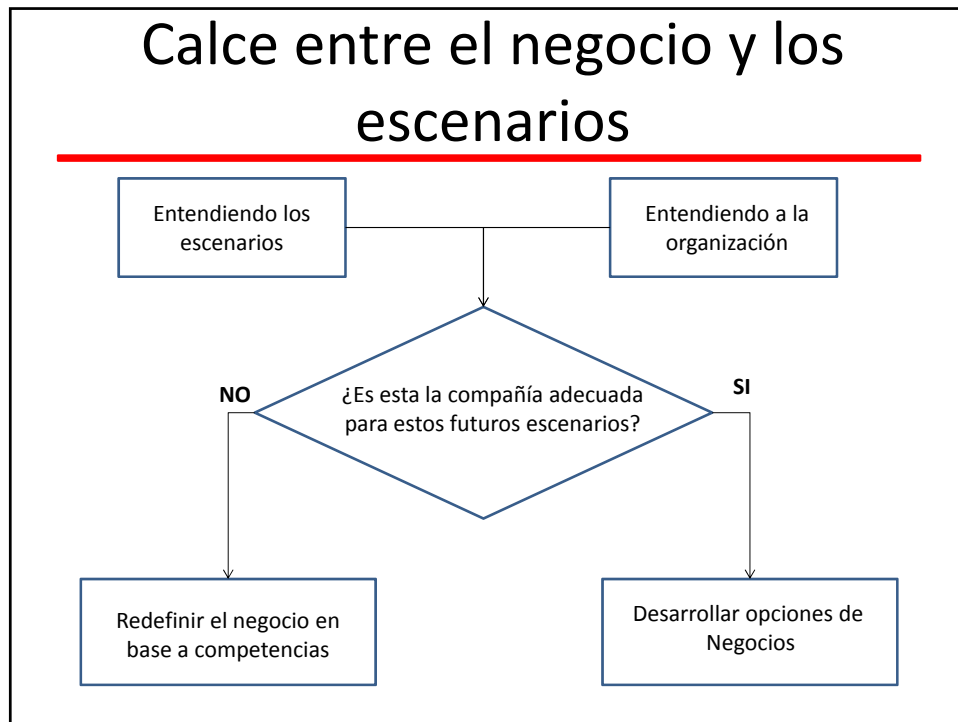 Calce entre el negocio y los
escenarios
Entendiendo los
escenarios
Entendiendo a la
organización
NO
¿Es esta la compañía adecuada
para estos futuros escenarios?
SI
Redefinir el negocio en
base a competencias
Desarrollar opciones de
Negocios